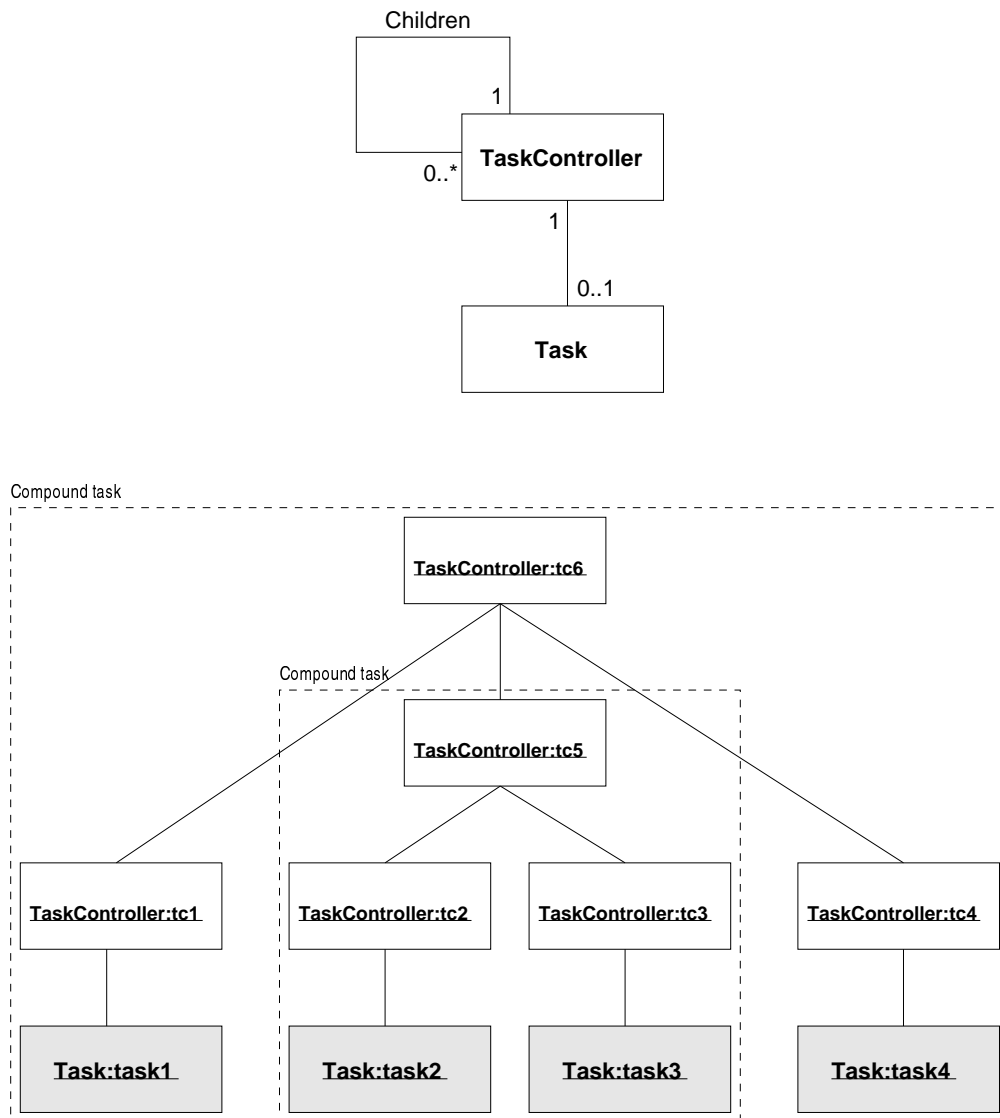 Children
1
TaskController
0..*
1
0..1
Task
Compound task
TaskController:tc6
Compound task
TaskController:tc5
TaskController:tc1
TaskController:tc2
TaskController:tc3
TaskController:tc4
Task:task1
Task:task2
Task:task3
Task:task4